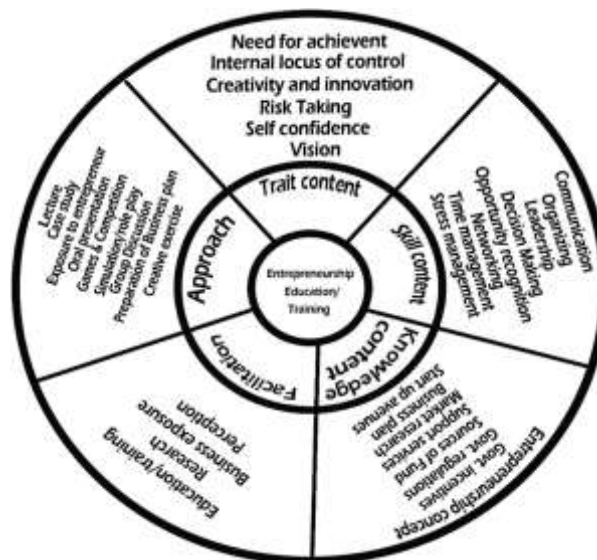 Need for achievent
Internal locus of control
Creativity and innovation
Risk Taking
Self confidence
Vision
Trait content
Communication
Organizing
Leadership
Decision Making
Opportunity recognition
Networking
Time management
Stress management
Skill content
Entrepreneurship concept
Govt. incentives
Govt. regulations
Sources of Fund
Support services
Market research
Business plan
Start up avenues
Knowledge
content
Education/training
Research
Business exposure
Perception
Facilitation
Lecture
Case study
Exposure to entrepreneur
Oral presentation
Games & Competition
Simulation/role play
Group Discussion
Preparation of Business plan
Creative exercise
Approach
Entrepreneurship
Education/
Training